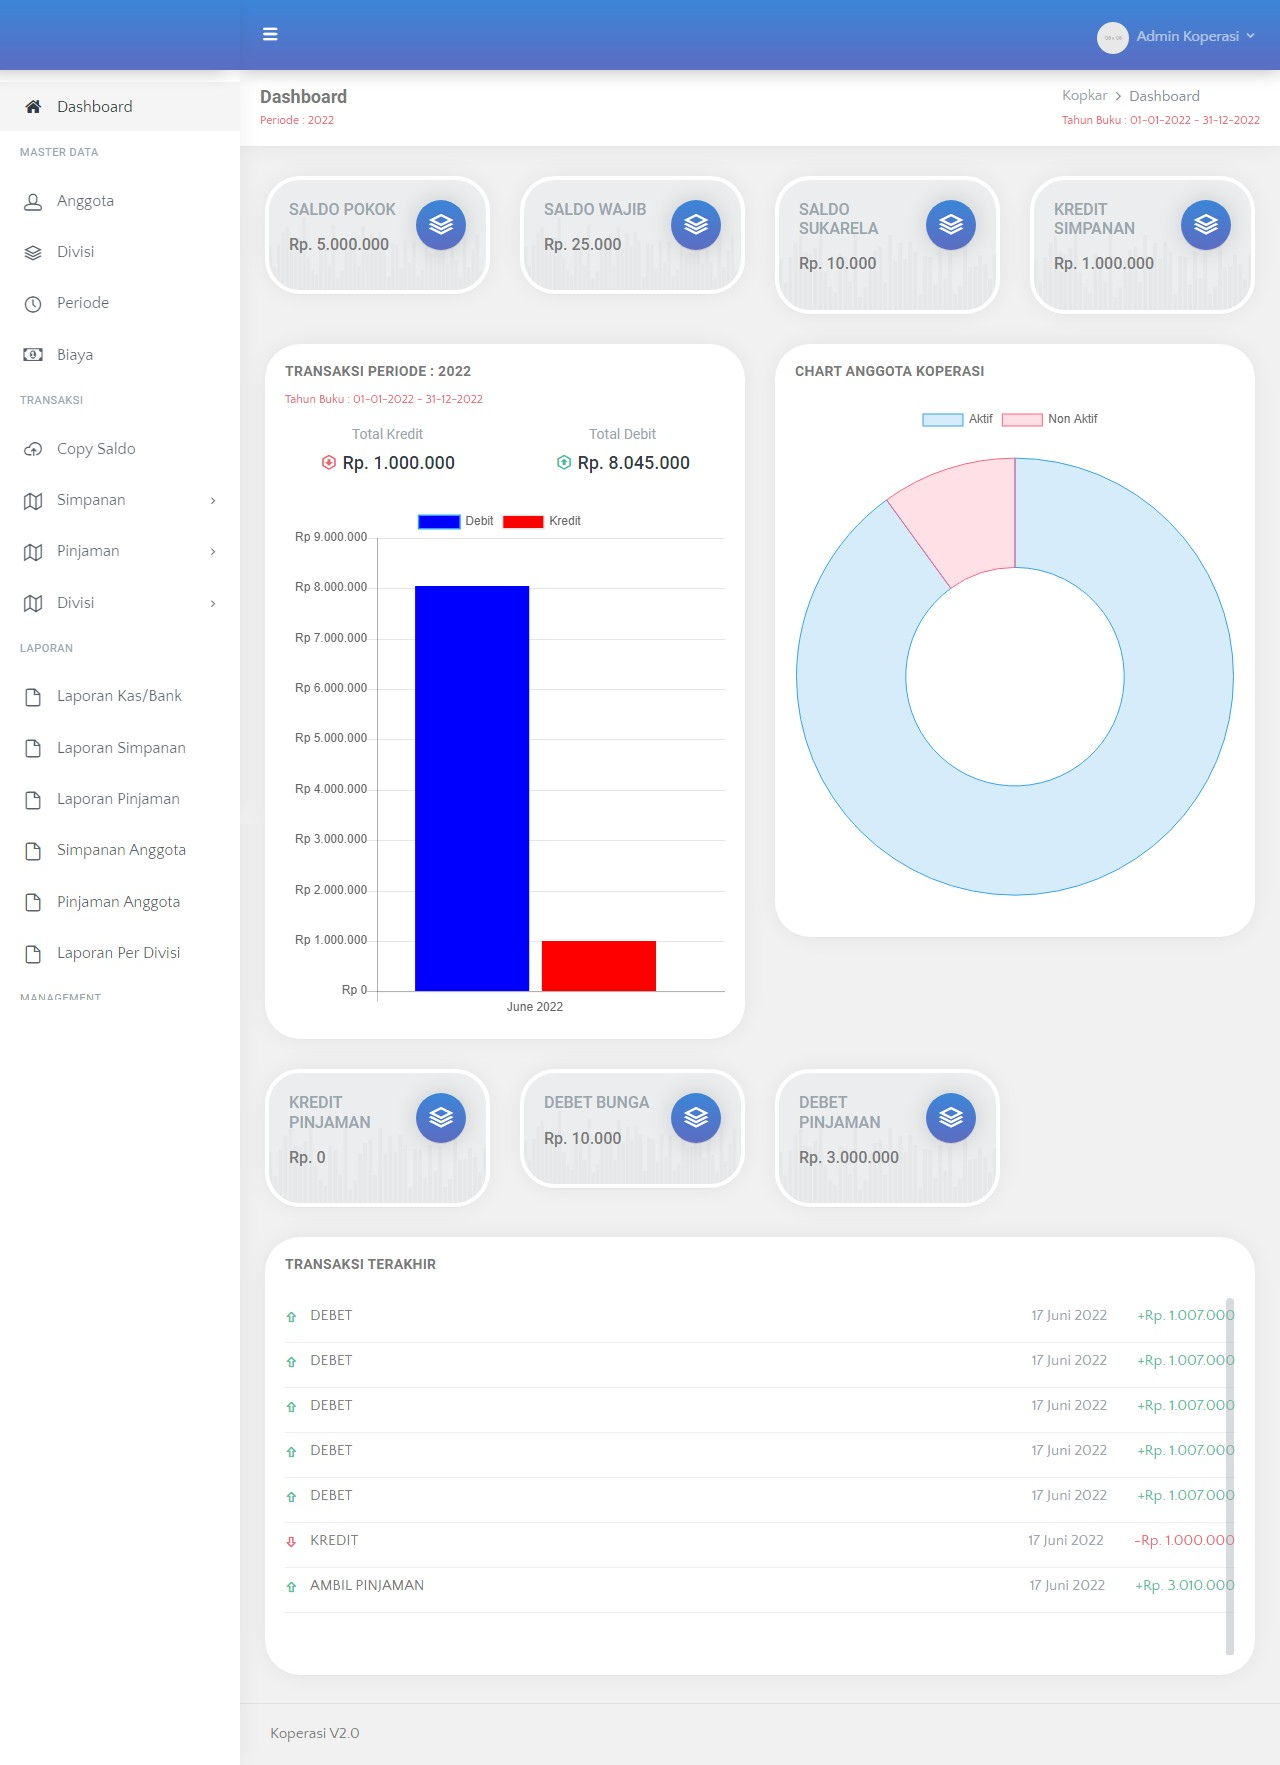 Admin Koperasi
Dashboard
MASTER DATA
Anggota
Divisi
Periode
Biaya
TRANSAKSI
Copy Saldo
Simpanan
Pinjaman
Divisi
LAPORAN
Laporan Kas/Bank
Laporan Simpanan
Laporan Pinjaman
Simpanan Anggota
Pinjaman Anggota
Laporan Per Divisi
MANAGEMENT
Dashboard
Periode : 2022
Kopkar > Dashboard
Tahun Buku : 01-01-2022 - 31-12-2022
SALDO POKOK
Rp. 5.000.000
SALDO WAJIB
Rp. 25.000
SALDO
SUKARELA
Rp. 10.000
KREDIT
SIMPANAN
Rp. 1.000.000
TRANSAKSI PERIODE : 2022
Tahun Buku : 01-01-2022 - 31-12-2022
Total Kredit
Rp. 1.000.000
Total Debit
Rp. 8.045.000
Debit Kredit
Rp 9.000.000
Rp 8.000.000
Rp 7.000.000
Rp 6.000.000
Rp 5.000.000
Rp 4.000.000
Rp 3.000.000
Rp 2.000.000
Rp 1.000.000
Rp 0
June 2022
CHART ANGGOTA KOPERASI
Aktif Non Aktif
KREDIT
PINJAMAN
Rp. 0
DEBET BUNGA
Rp. 10.000
DEBET
PINJAMAN
Rp. 3.000.000
TRANSAKSI TERAKHIR
DEBET 17 Juni 2022 +Rp. 1.007.000
DEBET 17 Juni 2022 +Rp. 1.007.000
DEBET 17 Juni 2022 +Rp. 1.007.000
DEBET 17 Juni 2022 +Rp. 1.007.000
DEBET 17 Juni 2022 +Rp. 1.007.000
KREDIT 17 Juni 2022 -Rp. 1.000.000
AMBIL PINJAMAN 17 Juni 2022 +Rp. 3.010.000
Koperasi V2.0